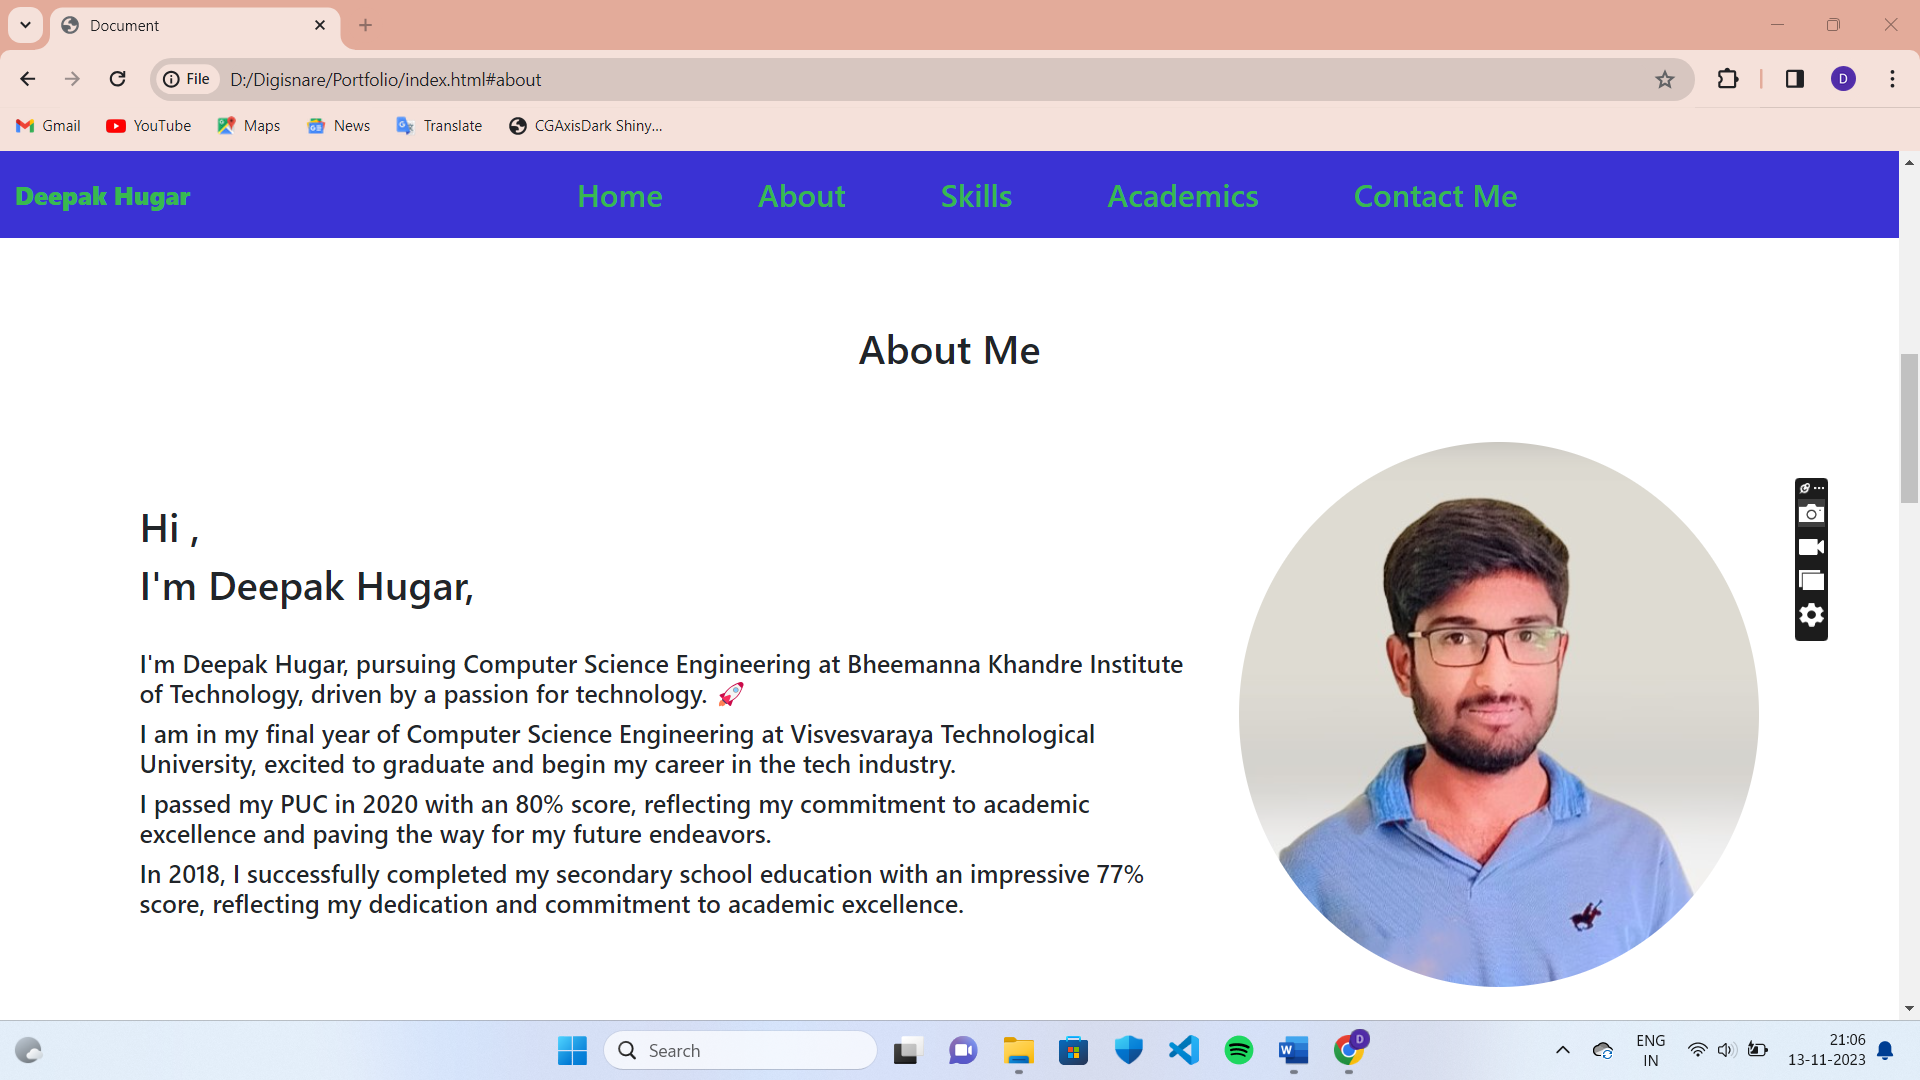 Document
File
D:/Digisnare/Portfolio/index.html#about
D
Gmail
YouTube
Maps
News
Translate
CGAxisDark Shiny...
Deepak Hugar
Home
About
Skills
Academics
Contact Me
About Me
Hi ,
I'm Deepak Hugar,
I'm Deepak Hugar, pursuing Computer Science Engineering at Bheemanna Khandre Institute
of Technology, driven by a passion for technology. 🚀
I am in my final year of Computer Science Engineering at Visvesvaraya Technological
University, excited to graduate and begin my career in the tech industry.
I passed my PUC in 2020 with an 80% score, reflecting my commitment to academic
excellence and paving the way for my future endeavors.
In 2018, I successfully completed my secondary school education with an impressive 77%
score, reflecting my dedication and commitment to academic excellence.
Search
W
D
ENG
IN
21:06
13-11-2023